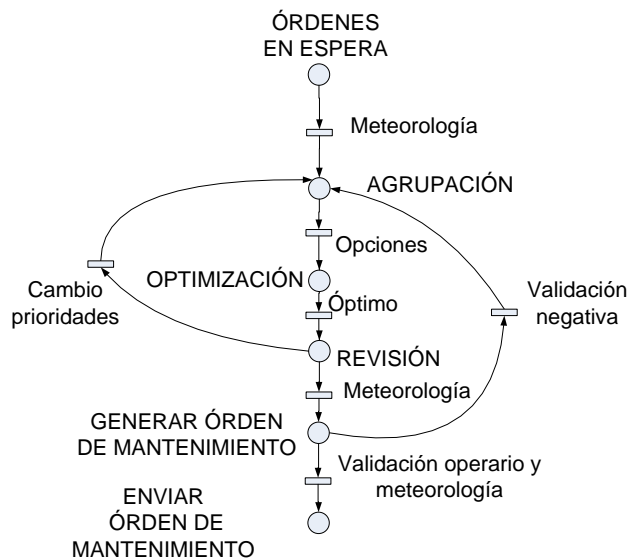 ÓRDENES
EN ESPERA
Meteorología
AGRUPACIÓN
Opciones
OPTIMIZACIÓN
Óptimo
Cambio
prioridades
Validación
negativa
REVISIÓN
Meteorología
GENERAR ÓRDEN
DE MANTENIMIENTO
Validación operario y
meteorología
ENVIAR
ÓRDEN DE
MANTENIMIENTO